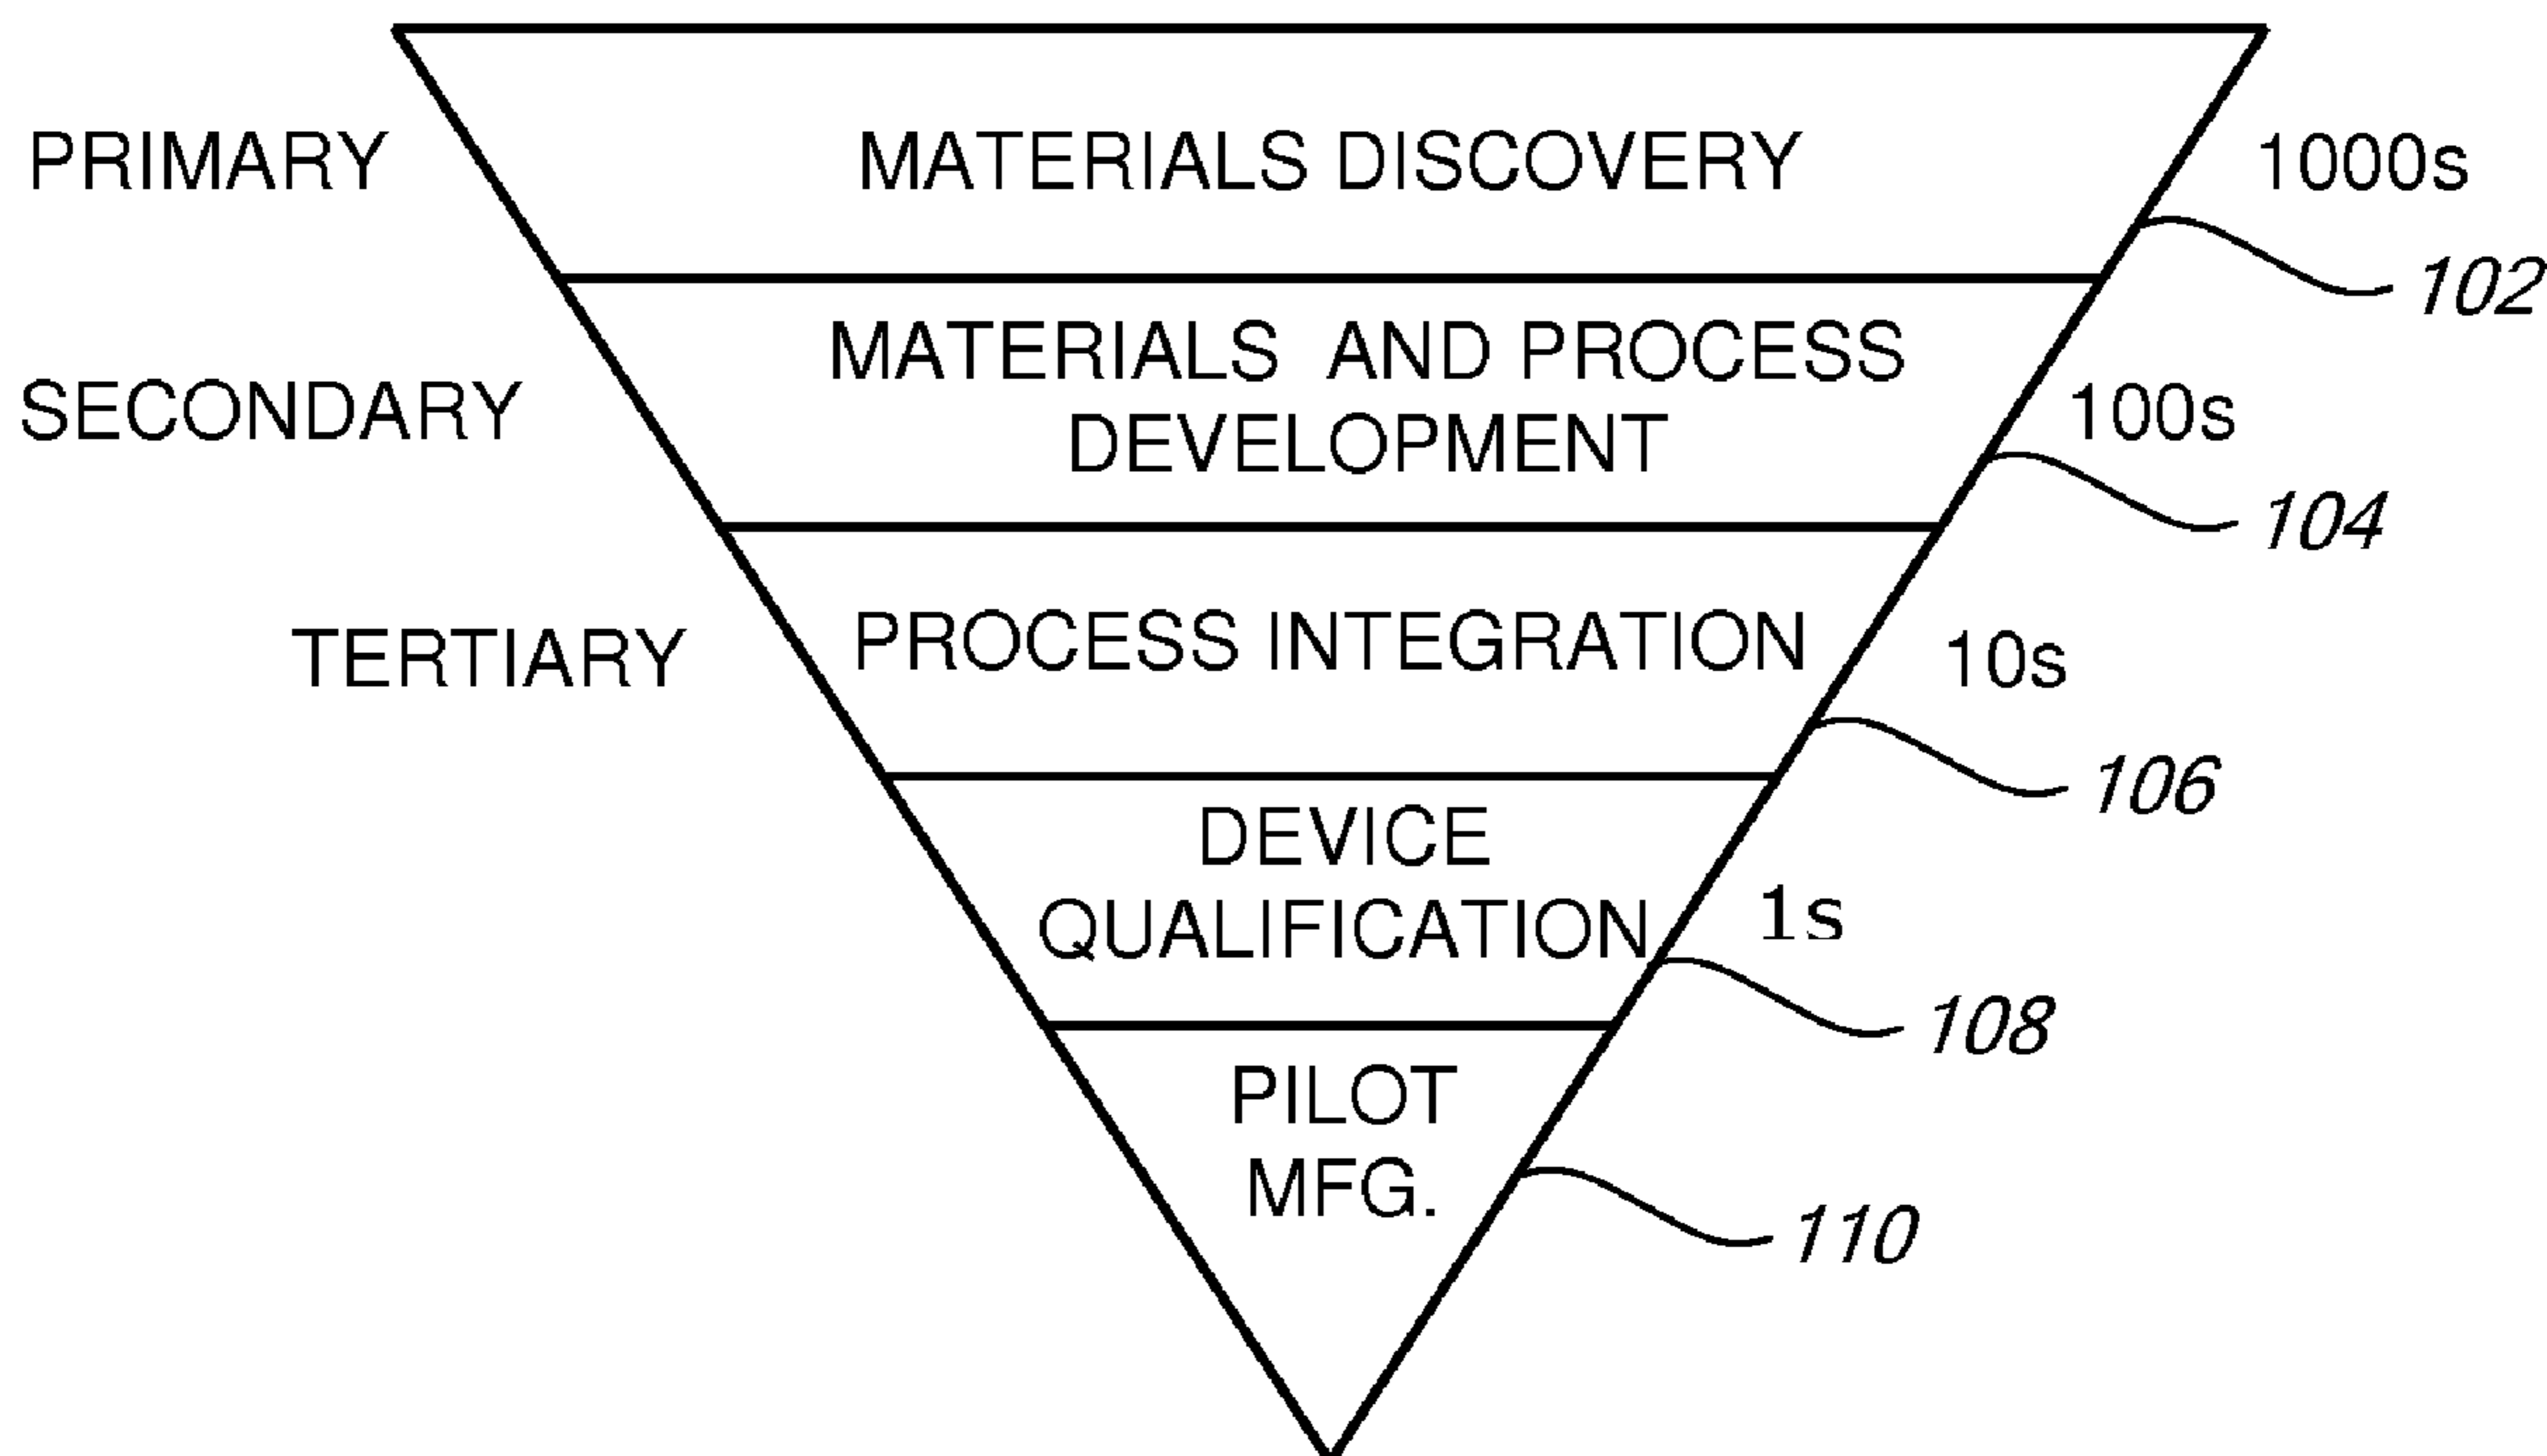 PRIMARY
MATERIALS DISCOVERY
1000s
102
SECONDARY
MATERIALS AND PROCESS
DEVELOPMENT
100s
104
TERTIARY
PROCESS INTEGRATION
10s
106
DEVICE
QUALIFICATION
1s
108
PILOT
MFG.
110